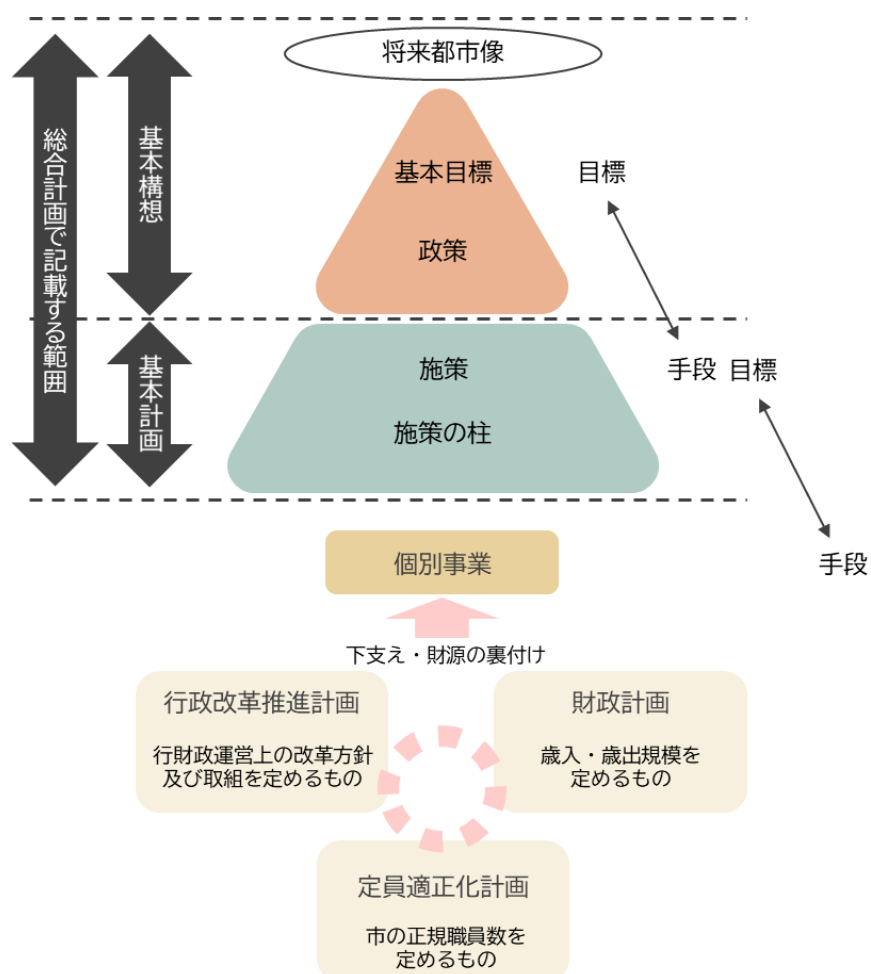 将来都市像
総合計画で記載する範囲
基本構想
基本目標
目標
政策
基本計画
施策
手段 目標
施策の柱
個別事業
手段
下支え・財源の裏付け
行政改革推進計画
行財政運営上の改革方針
及び取組を定めるもの
財政計画
歳入・歳出規模を
定めるもの
定員適正化計画
市の正規職員数を
定めるもの